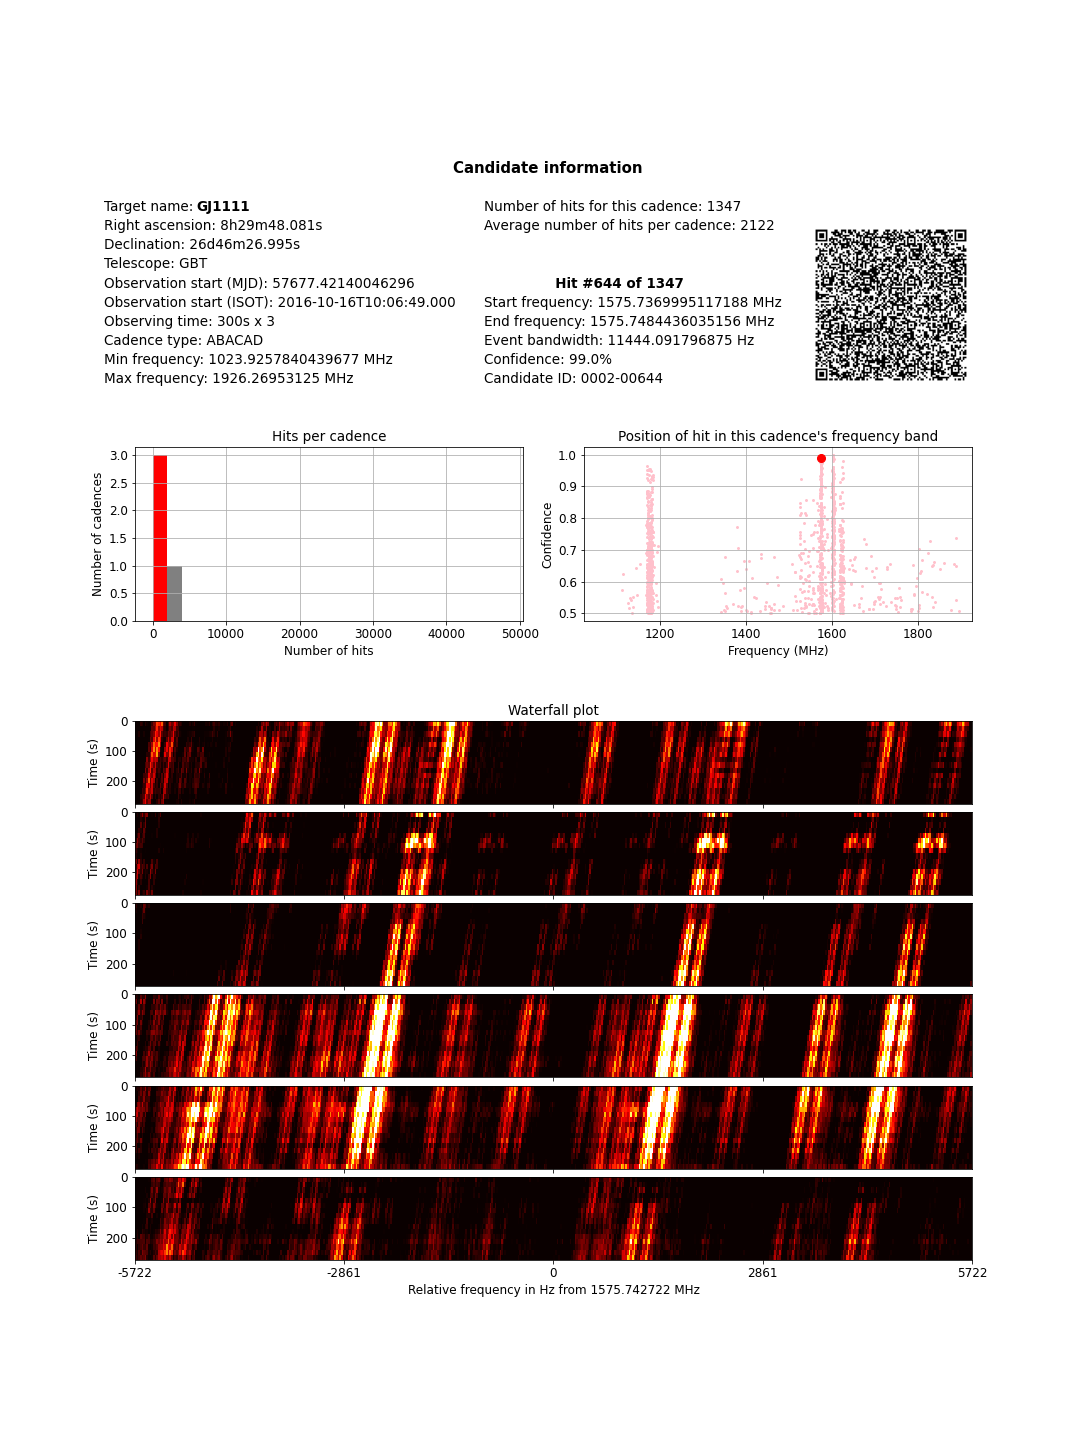 Candidate information
Target name: GJ1111
Right ascension: 8h29m48.081s
Declination: 26d46m26.995s
Telescope: GBT
Observation start (MJD): 57677.42140046296
Observation start (ISOT): 2016-10-16T10:06:49.000
Observing time: 300s x 3
Cadence type: ABACAD
Min frequency: 1023.9257840439677 MHz
Max frequency: 1926.26953125 MHz
Number of hits for this cadence: 1347
Average number of hits per cadence: 2122
Hit #644 of 1347
Start frequency: 1575.7369995117188 MHz
End frequency: 1575.7484436035156 MHz
Event bandwidth: 11444.091796875 Hz
Confidence: 99.0%
Candidate ID: 0002-00644
Hits per cadence
Number of cadences
3.0
2.5
2.0
1.5
1.0
0.5
0.0
0 10000 20000 30000 40000 50000
Number of hits
Position of hit in this cadence's frequency band
Confidence
1.0
0.9
0.8
0.7
0.6
0.5
1200 1400 1600 1800
Frequency (MHz)
Waterfall plot
Time (s)
0
100
200
Time (s)
0
100
200
Time (s)
0
100
200
Time (s)
0
100
200
Time (s)
0
100
200
Time (s)
0
100
200
-5722 -2861 0 2861 5722
Relative frequency in Hz from 1575.742722 MHz